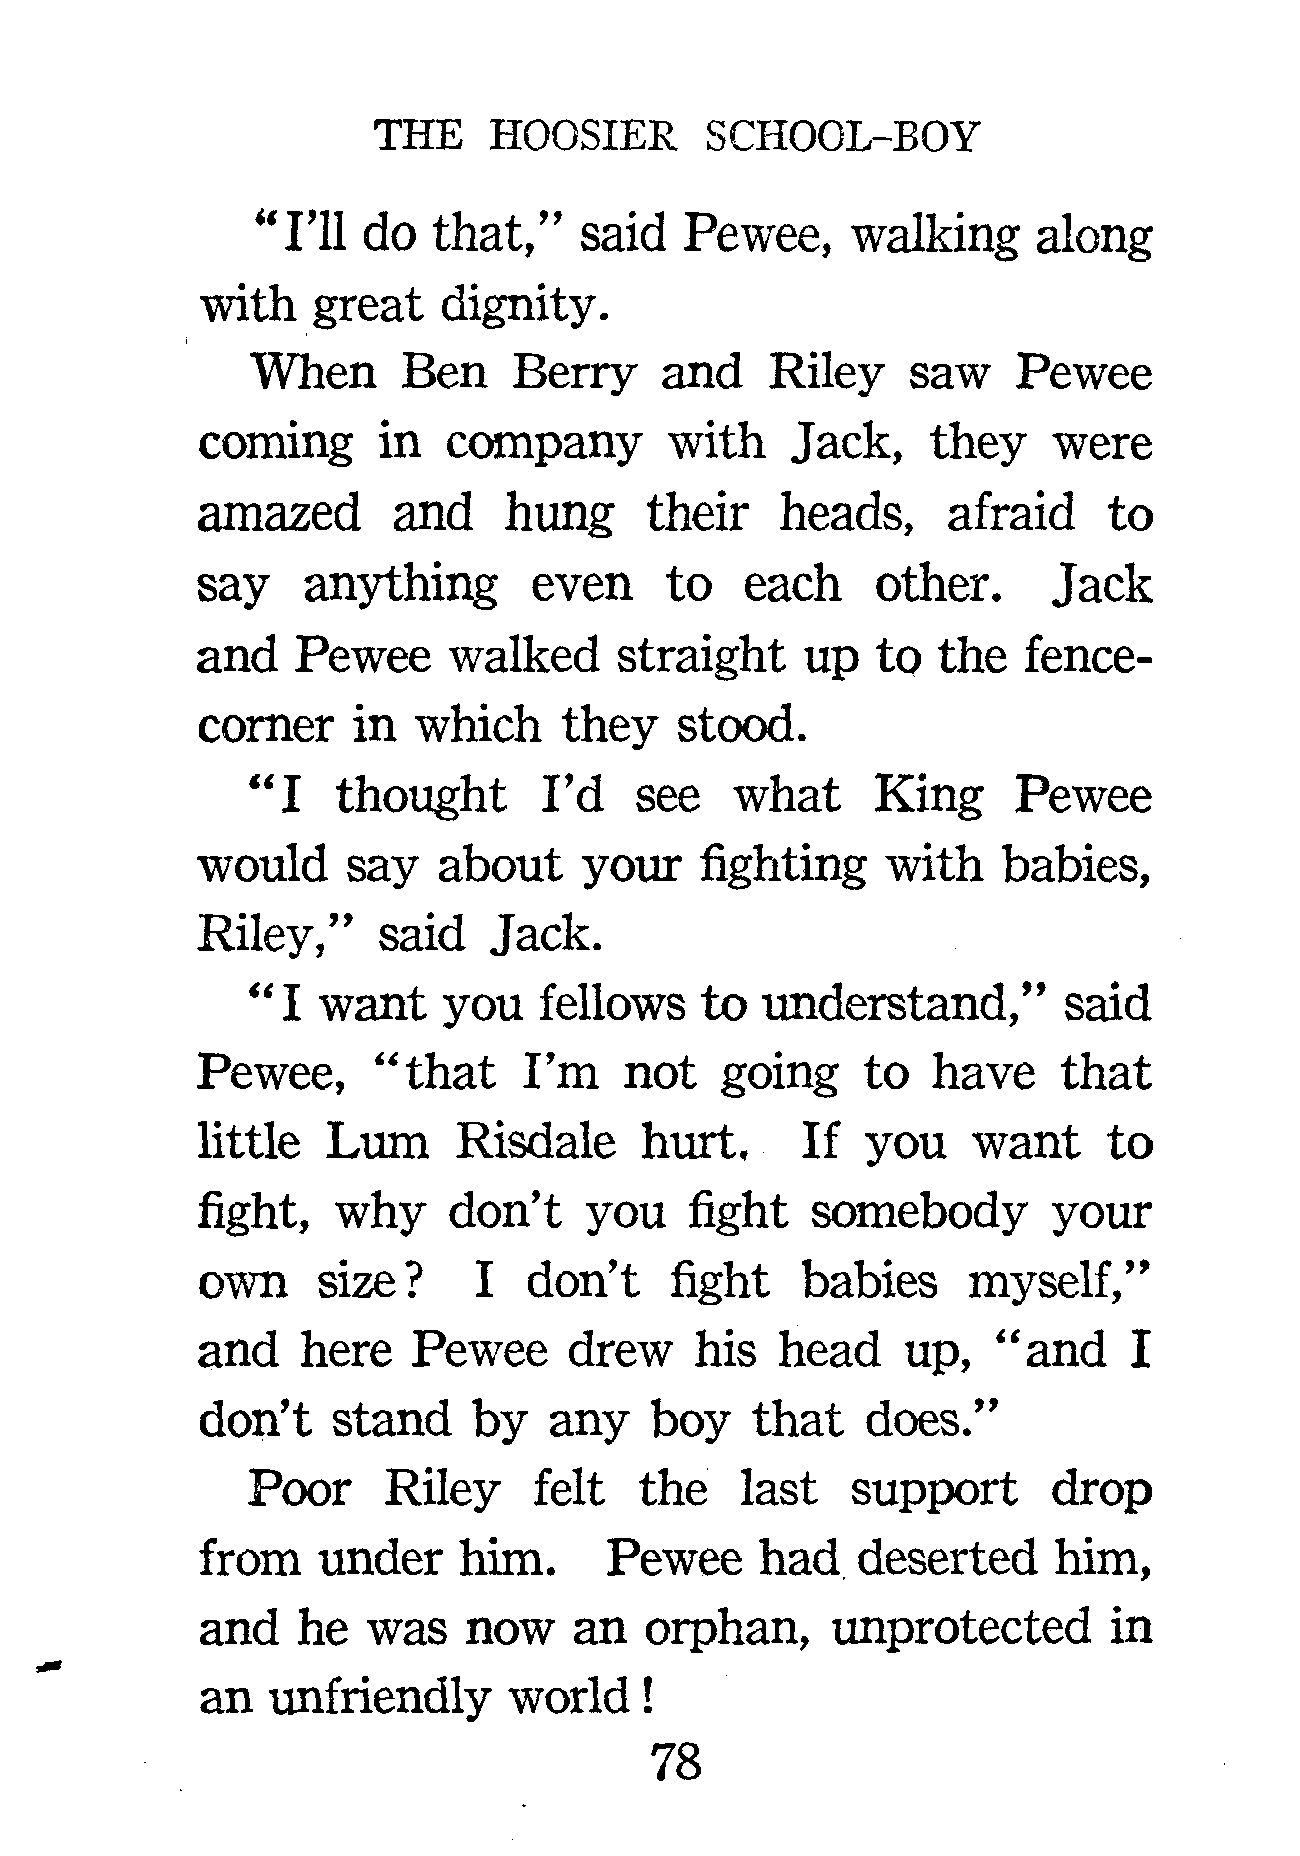 THE HOOSIER SCHOOL-BOY
“I’ll do that,” said Pewee, walking along
with great dignity.
When Ben Berry and Riley saw Pewee
coming in company with Jack, they were
amazed and hung their heads, afraid to
say anything even to each other. Jack
and Pewee walked straight up to the fence-
corner in which they stood.
“I thought I’d see what King Pewee
would say about your fighting with babies,
Riley,” said Jack.
“I want you fellows to understand,” said
Pewee, “that I’m not going to have that
little Lum Risdale hurt. If you want to
fight, why don’t you fight somebody your
own size? I don’t fight babies myself,”
and here Pewee drew his head up, “and I
don’t stand by any boy that does.”
Poor Riley felt the last support drop
from under him. Pewee had deserted him,
and he was now an orphan, unprotected in
an unfriendly world!
78